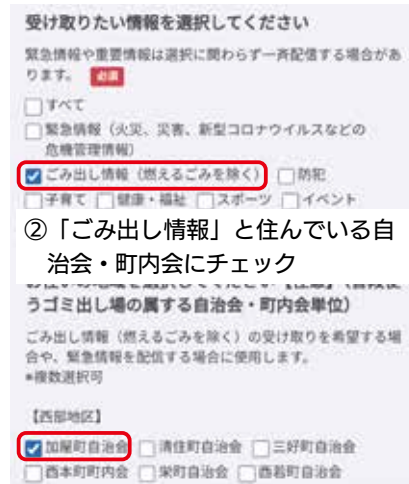 受け取りたい情報を選択してください
緊急情報や重要情報は選択に関わらず一斉配信する場合があ
ります。 必須
すべて
緊急情報（火災、災害、新型コロナウイルスなどの
危機管理情報）
ごみ出し情報（燃えるごみを除く） 防犯
子育て 健康・福祉 スポーツ イベント
②「ごみ出し情報」と住んでいる自
治会・町内会にチェック
うゴミ出し場の属する自治会・町内会単位）
ごみ出し情報（燃えるごみを除く）の受け取りを希望する場
合や、緊急情報を配信する場合に使用します。
*複数選択可
【西部地区】
加屋町自治会 清住町自治会 三好町自治会
西本町町内会 栄町自治会 西若町自治会